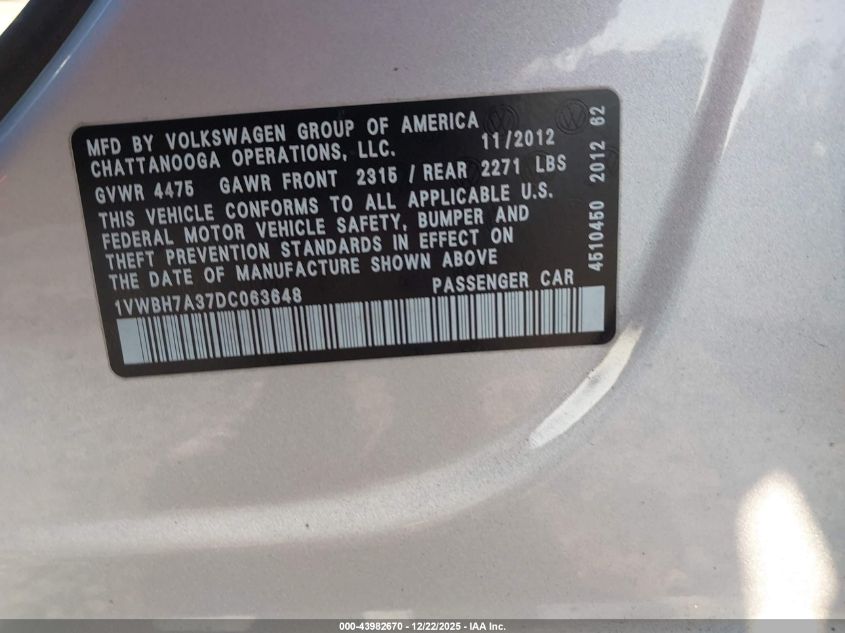 MFD BY VOLKSWAGEN GROUP OF AMERICA
CHATTANOOGA OPERATIONS, LLC. 11/2012
GVWR 4475 GAWR FRONT 2315 / REAR 2271 LBS
THIS VEHICLE CONFORMS TO ALL APPLICABLE U.S.
FEDERAL MOTOR VEHICLE SAFETY, BUMPER AND
THEFT PREVENTION STANDARDS IN EFFECT ON
THE DATE OF MANUFACTURE SHOWN ABOVE
1VWBH7A37DC063648 PASSENGER CAR
4510450 2012 62
000-43982670 - 12/22/2025 - IAA Inc.